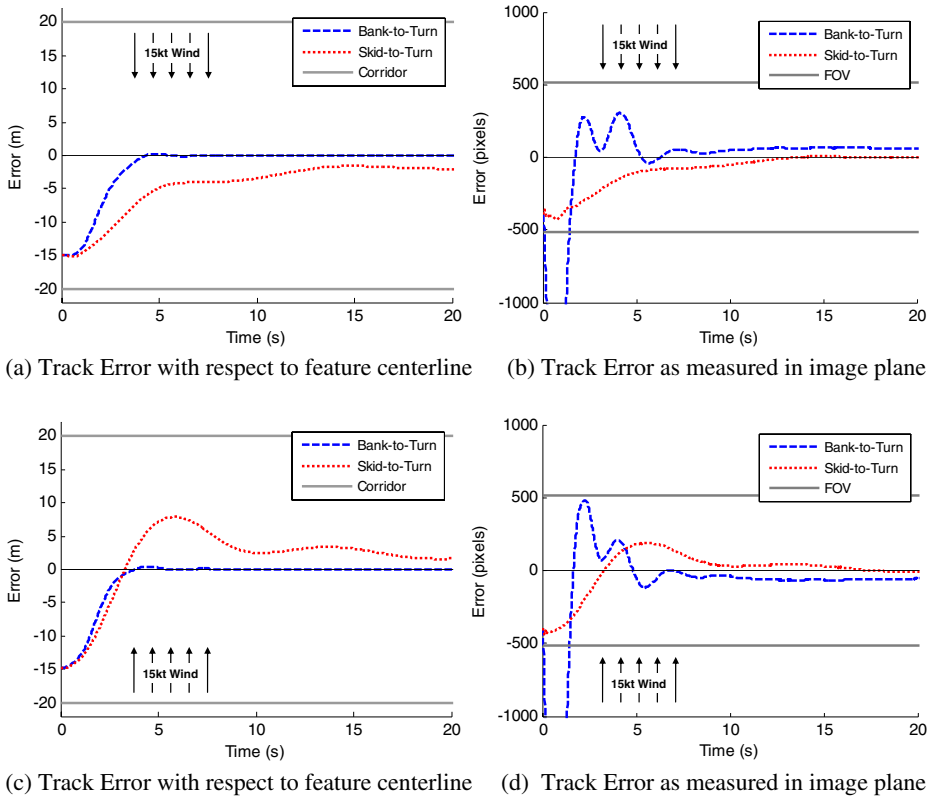 20
15
10
5
0
-5
-10
-15
-20
Error (m)
15kt Wind
Bank-to-Turn
Skid-to-Turn
Corridor
0 5 10 15 20
Time (s)
(a) Track Error with respect to feature centerline
1000
500
0
-500
-1000
Error (pixels)
15kt Wind
Bank-to-Turn
Skid-to-Turn
FOV
0 5 10 15 20
Time (s)
(b) Track Error as measured in image plane
20
15
10
5
0
-5
-10
-15
-20
Error (m)
Bank-to-Turn
Skid-to-Turn
Corridor
15kt Wind
0 5 10 15 20
Time (s)
(c) Track Error with respect to feature centerline
1000
500
0
-500
-1000
Error (pixels)
Bank-to-Turn
Skid-to-Turn
FOV
15kt Wind
0 5 10 15 20
Time (s)
(d) Track Error as measured in image plane